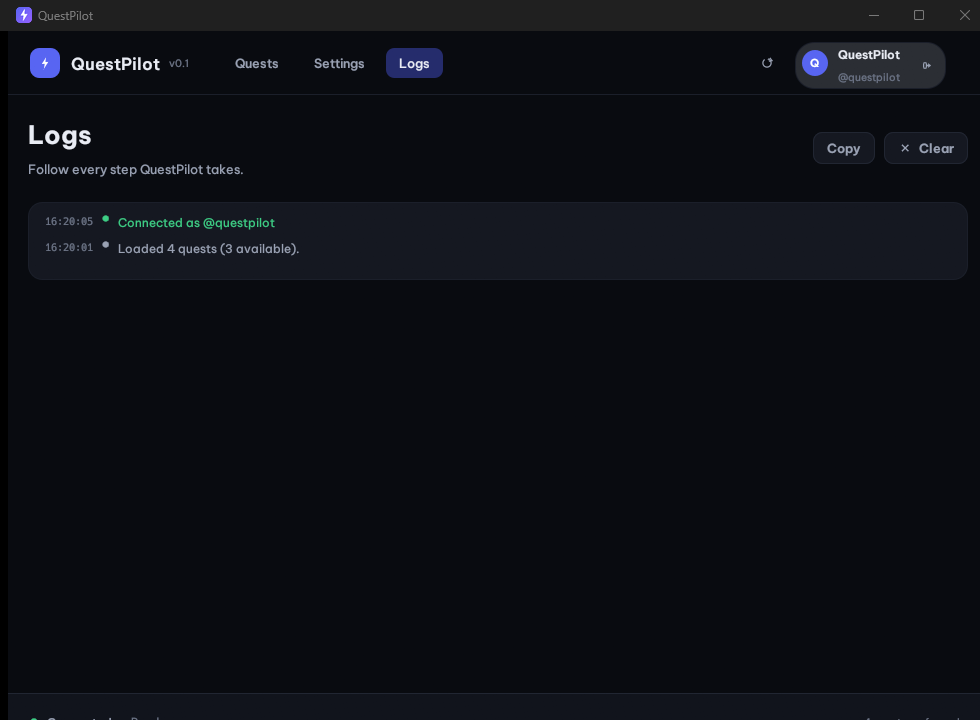 QuestPilot
QuestPilot v0.1 Quests Settings Logs
QuestPilot
@questpilot
Logs
Follow every step QuestPilot takes.
Copy
Clear
16:20:05 Connected as @questpilot
16:20:01 Loaded 4 quests (3 available).